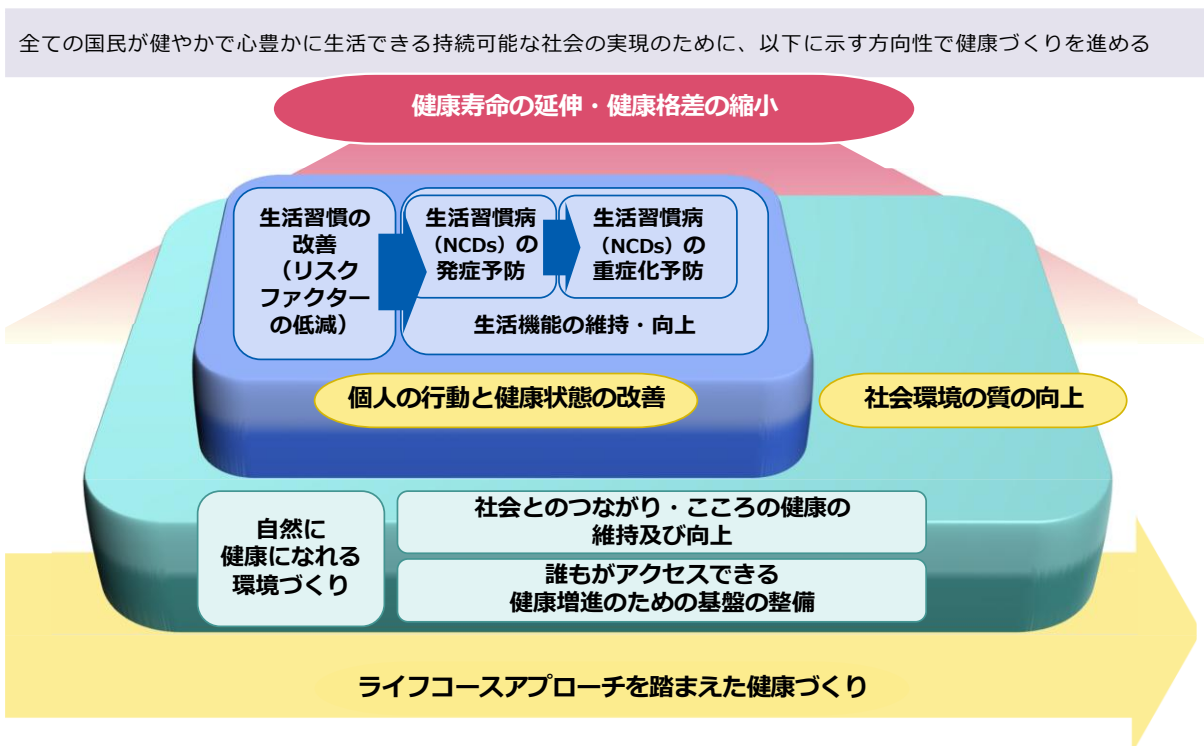 全ての国民が健やかで心豊かに生活できる持続可能な社会の実現のために、以下に示す方向性で健康づくりを進める
健康寿命の延伸・健康格差の縮小
生活習慣の
改善
（リスク
ファクター
の低減）
生活習慣病
（NCDs）の
発症予防
生活習慣病
（NCDs）の
重症化予防
生活機能の維持・向上
個人の行動と健康状態の改善
社会環境の質の向上
自然に
健康になれる
環境づくり
社会とのつながり・こころの健康の
維持及び向上
誰もがアクセスできる
健康増進のための基盤の整備
ライフコースアプローチを踏まえた健康づくり